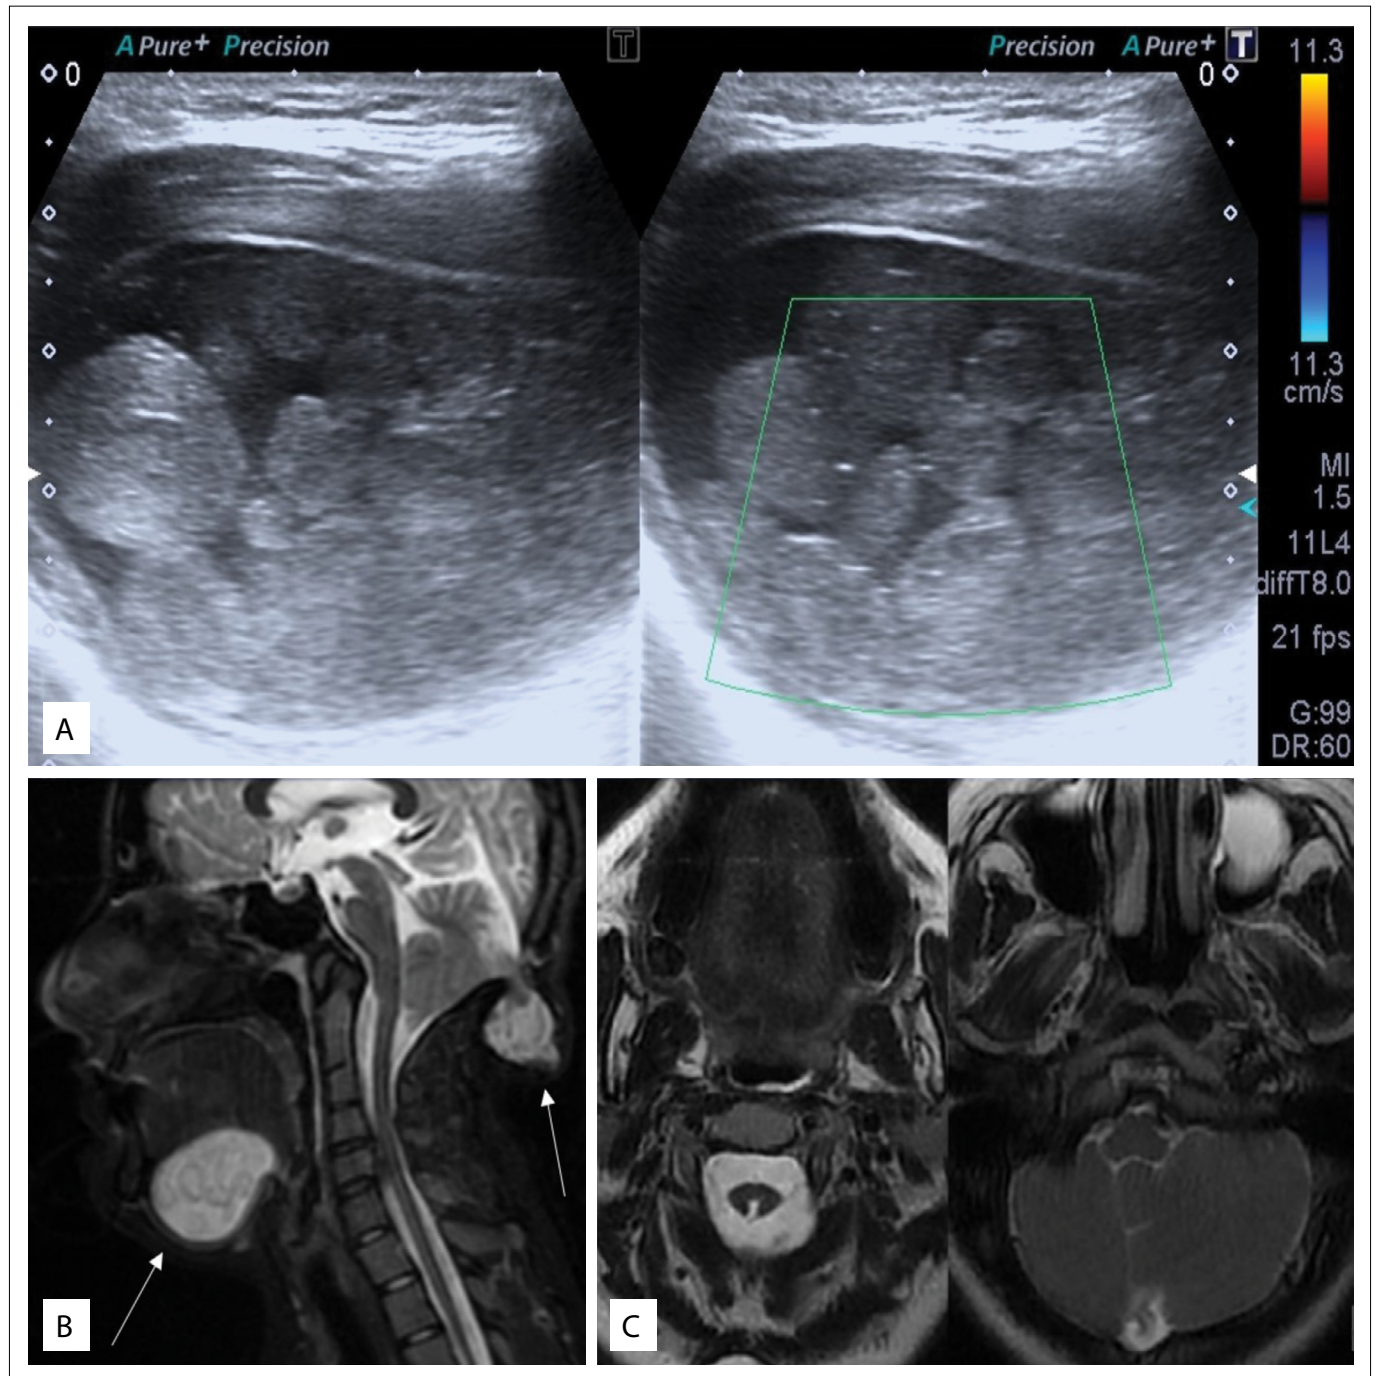 A Pure+ Precision
T
Precision A Pure+
T
11.3
0
0
11.3
cm/s
MI
1.5
11L4
diffT8.0
21 fps
G:99
DR:60
A
B
C